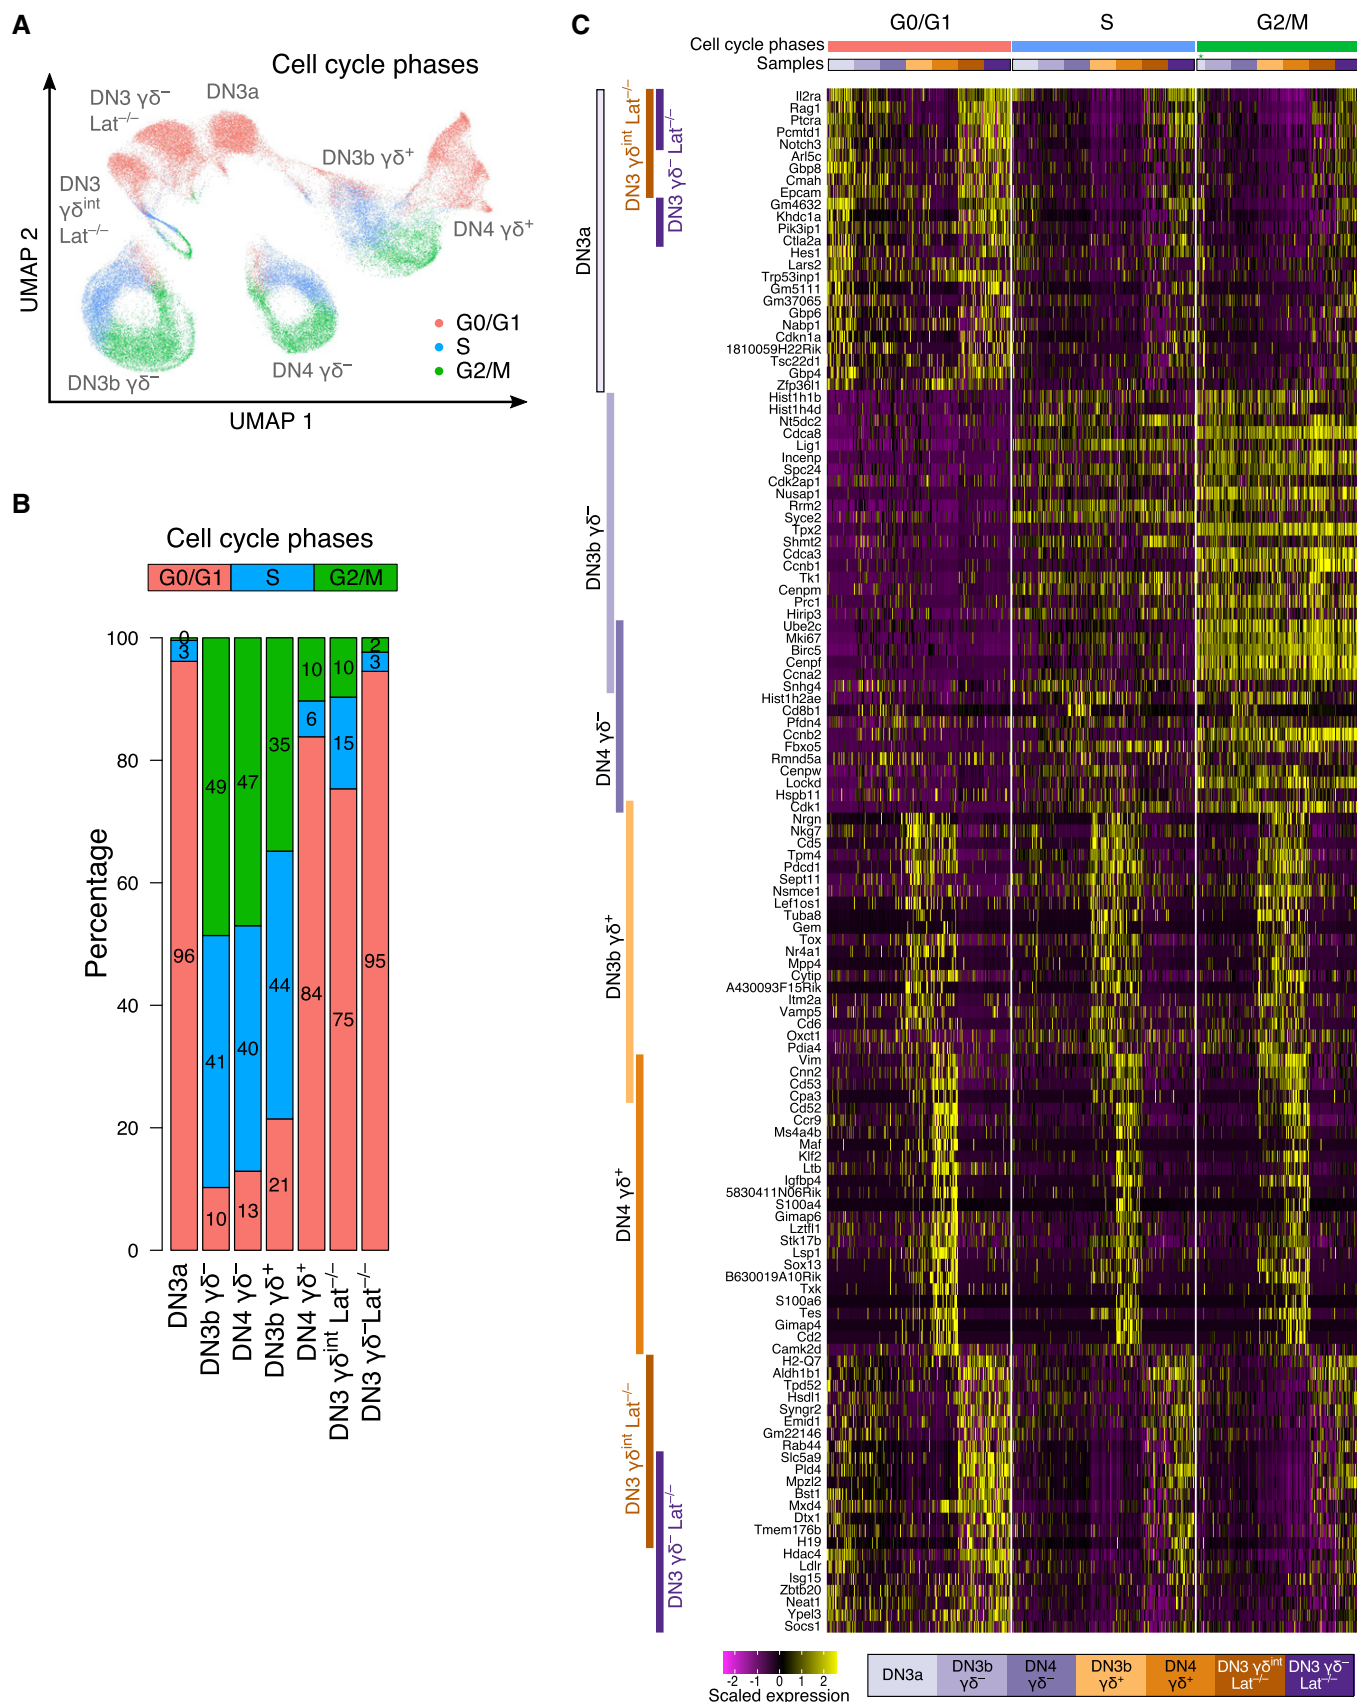 A
Cell cycle phases
DN3 γδ⁻
Lat⁻/⁻
DN3a
DN3b γδ⁺
DN3
γδint
Lat⁻/⁻
DN4 γδ⁺
DN3b γδ⁻
DN4 γδ⁻
G0/G1
S
G2/M
UMAP 2
UMAP 1
B
Cell cycle phases
G0/G1 S G2/M
Percentage
100
80
60
40
20
0
0
3
96
49
41
10
47
40
13
35
44
21
10
6
84
10
15
75
2
3
95
DN3a
DN3b γδ⁻
DN4 γδ⁻
DN3b γδ⁺
DN4 γδ⁺
DN3 γδint Lat⁻/⁻
DN3 γδ⁻Lat⁻/⁻
C
G0/G1 S G2/M
Cell cycle phases
Samples
*
DN3a
DN3 γδint Lat⁻/⁻
DN3 γδ⁻ Lat⁻/⁻
DN3b γδ⁻
DN4 γδ⁻
DN3b γδ⁺
DN4 γδ⁺
DN3 γδint Lat⁻/⁻
DN3 γδ⁻ Lat⁻/⁻
Il2ra
Rag1
Ptcra
Pcmtd1
Notch3
Arl5c
Gbp8
Cmah
Epcam
Gm4632
Khdc1a
Pik3ip1
Ctla2a
Hes1
Lars2
Trp53inp1
Gm5111
Gm37065
Gbp6
Nabp1
Cdkn1a
1810059H22Rik
Tsc22d1
Gbp4
Zfp36l1
Hist1h1b
Hist1h4d
Nt5dc2
Cdca8
Lig1
Incenp
Spc24
Cdk2ap1
Nusap1
Rrm2
Syce2
Tpx2
Shmt2
Cdca3
Ccnb1
Tk1
Cenpm
Prc1
Hirip3
Ube2c
Mki67
Birc5
Cenpf
Ccna2
Snhg4
Hist1h2ae
Cd8b1
Pfdn4
Ccnb2
Fbxo5
Rmnd5a
Cenpw
Lockd
Hspb11
Cdk1
Nrgn
Nkg7
Cd5
Tpm4
Pdcd1
Sept11
Nsmce1
Lef1os1
Tuba8
Gem
Tox
Nr4a1
Mpp4
Cytip
A430093F15Rik
Itm2a
Vamp5
Cd6
Oxct1
Pdia4
Vim
Cnn2
Cd53
Cpa3
Cd52
Ccr9
Ms4a4b
Maf
Klf2
Ltb
Igfbp4
5830411N06Rik
S100a4
Gimap6
Lztfl1
Stk17b
Lsp1
Sox13
B630019A10Rik
Txk
S100a6
Tes
Gimap4
Cd2
Camk2d
H2-Q7
Aldh1b1
Tpd52
Hsdl1
Syngr2
Emid1
Gm22146
Rab44
Slc5a9
Pld4
Mpzl2
Bst1
Mxd4
Dtx1
Tmem176b
H19
Hdac4
Ldlr
Isg15
Zbtb20
Neat1
Ypel3
Socs1
-2 -1 0 1 2
Scaled expression
DN3a
DN3b γδ⁻
DN4 γδ⁻
DN3b γδ⁺
DN4 γδ⁺
DN3 γδint Lat⁻/⁻
DN3 γδ⁻ Lat⁻/⁻